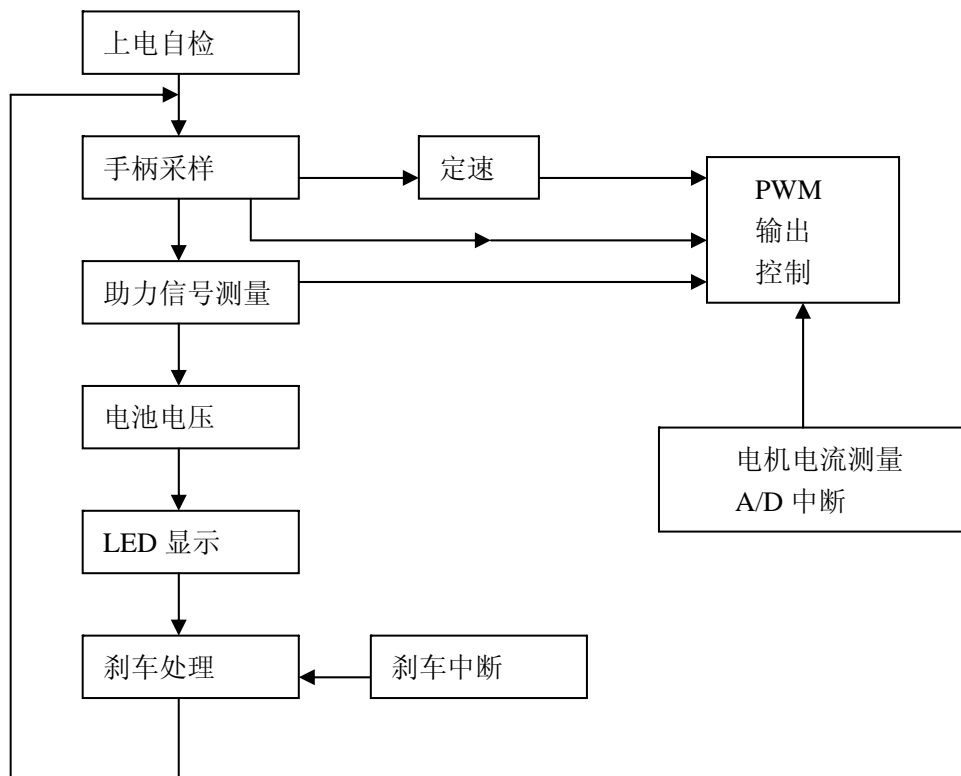 上电自检
手柄采样
定速
PWM
输出
控制
助力信号测量
电池电压
电机电流测量
A/D 中断
LED 显示
刹车处理
刹车中断